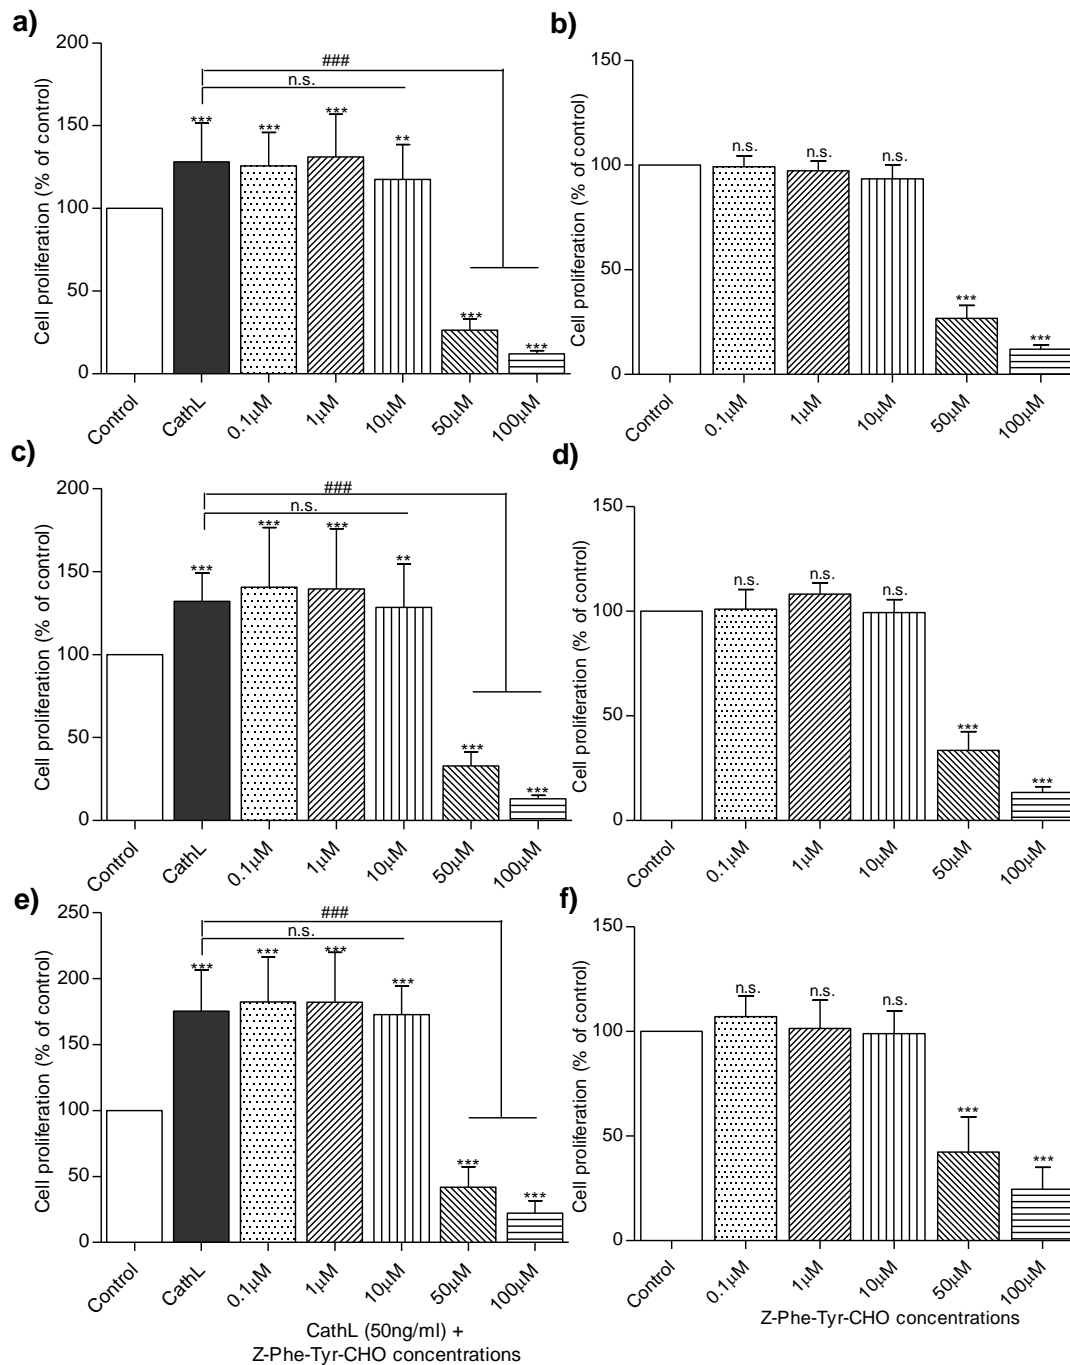 a)
Cell proliferation (% of control)
200
150
100
50
0
###
n.s.
***
***
***
**
***
***
Control
CathL
0.1µM
1µM
10µM
50µM
100µM
b)
Cell proliferation (% of control)
150
100
50
0
n.s.
n.s.
n.s.
***
***
Control
0.1µM
1µM
10µM
50µM
100µM
c)
Cell proliferation (% of control)
200
150
100
50
0
###
n.s.
***
***
***
**
***
***
Control
CathL
0.1µM
1µM
10µM
50µM
100µM
d)
Cell proliferation (% of control)
150
100
50
0
n.s.
n.s.
n.s.
***
***
Control
0.1µM
1µM
10µM
50µM
100µM
e)
Cell proliferation (% of control)
250
200
150
100
50
0
###
n.s.
***
***
***
***
***
***
Control
CathL
0.1µM
1µM
10µM
50µM
100µM
CathL (50ng/ml) +
Z-Phe-Tyr-CHO concentrations
f)
Cell proliferation (% of control)
150
100
50
0
n.s.
n.s.
n.s.
***
***
Control
0.1µM
1µM
10µM
50µM
100µM
Z-Phe-Tyr-CHO concentrations